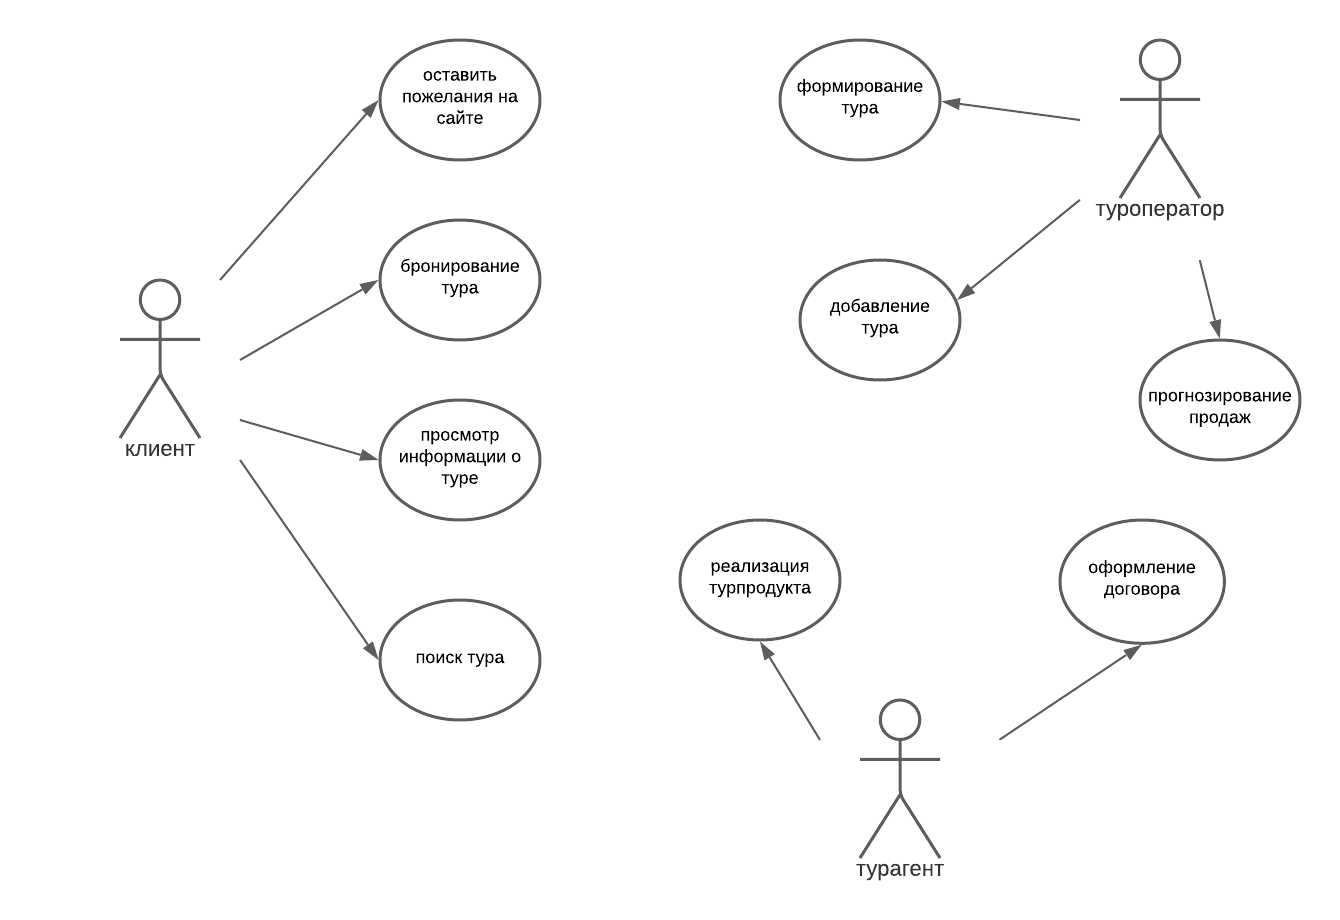 оставить
пожелания на
сайте
бронирование
тура
клиент
просмотр
информации о
туре
поиск тура
формирование
тура
туроператор
добавление
тура
прогнозирование
продаж
реализация
турпродукта
оформление
договора
турагент